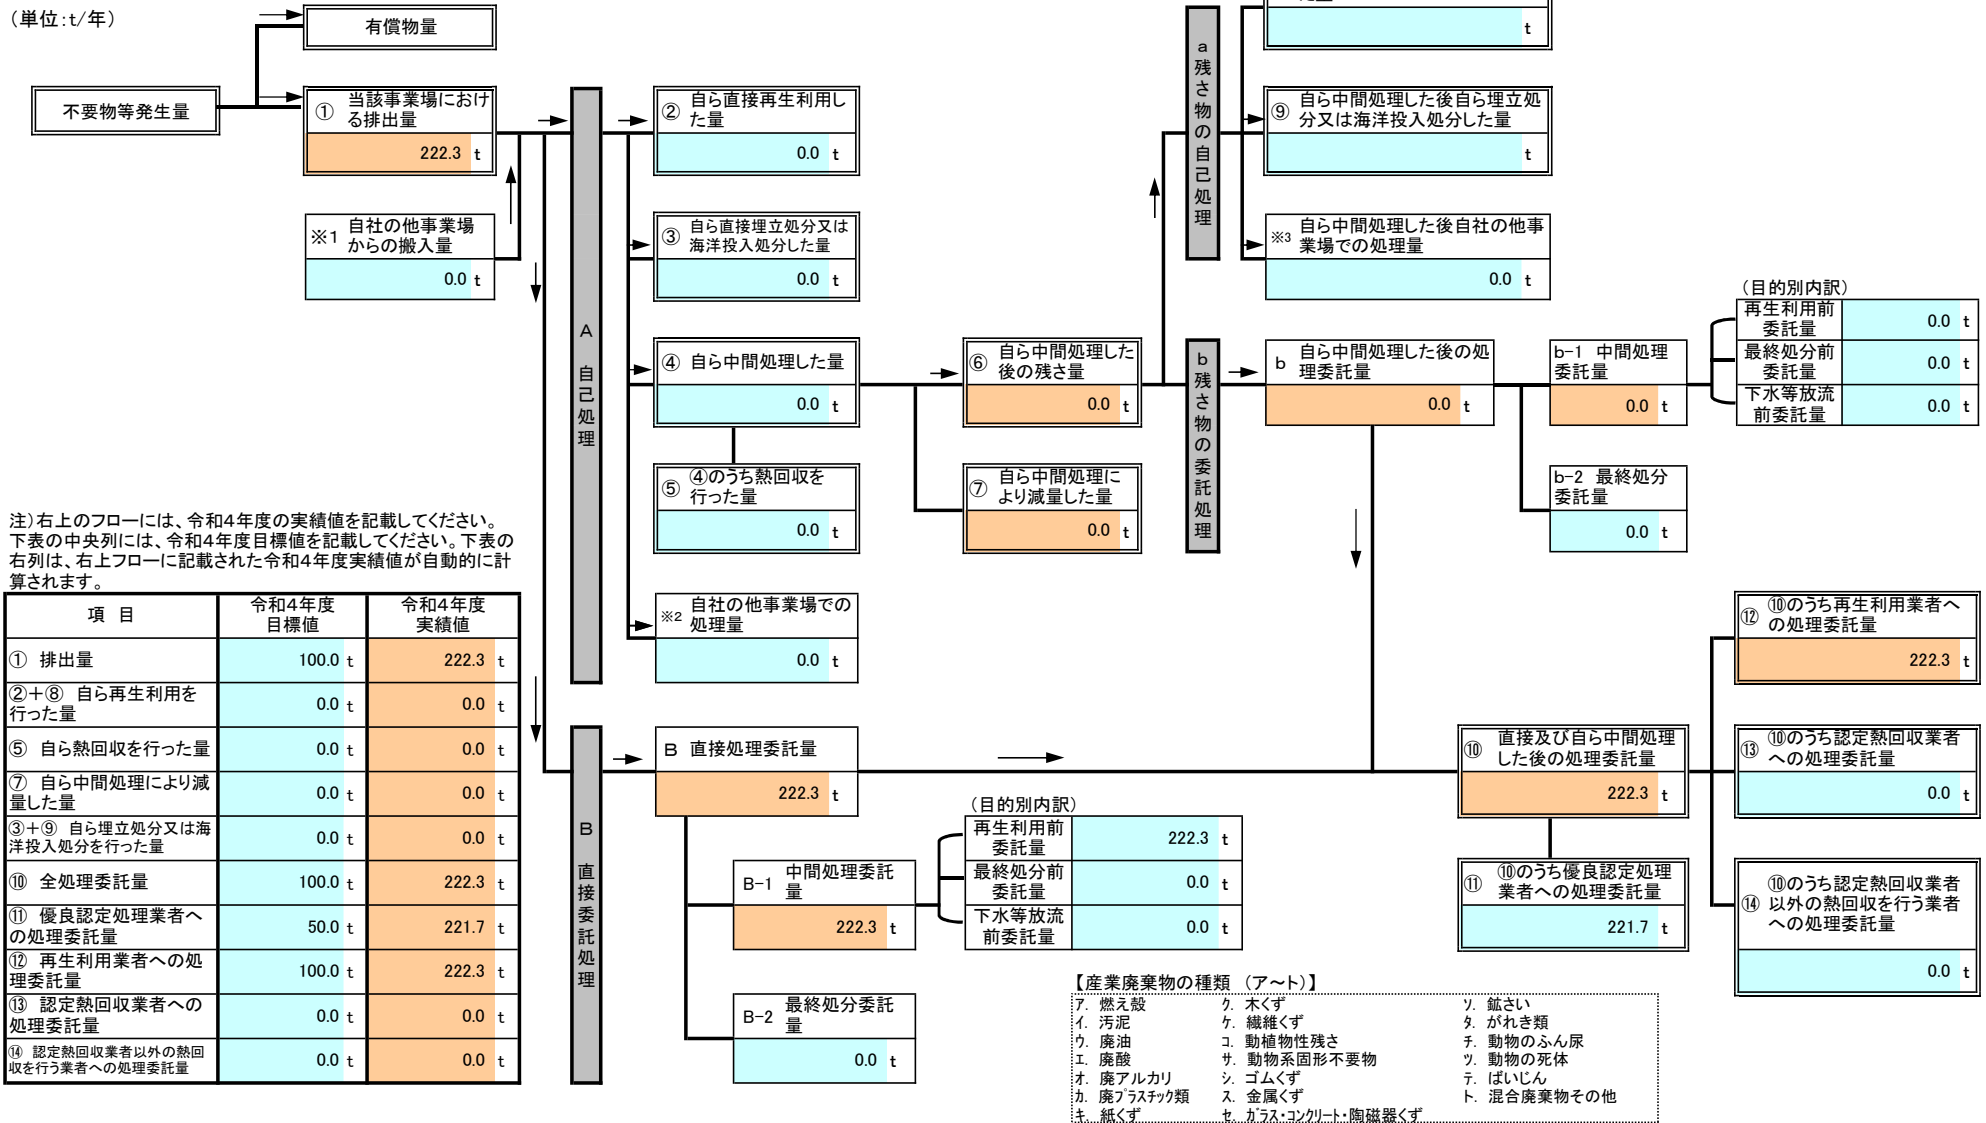 （単位：t/年）
有償物量
不要物等発生量
① 当該事業場におけ
る排出量
222.3 t
※1 自社の他事業場
からの搬入量
0.0 t
A 自己処理
② 自ら直接再生利用し
た量
0.0 t
③ 自ら直接埋立処分又は
海洋投入処分した量
0.0 t
④ 自ら中間処理した量
0.0 t
⑤ ④のうち熱回収を
行った量
0.0 t
※2 自社の他事業場での
処理量
0.0 t
⑥ 自ら中間処理した
後の残さ量
0.0 t
⑦ 自ら中間処理に
より減量した量
0.0 t
a 残さ物の自己処理
t
⑨ 自ら中間処理した後自ら埋立処
分又は海洋投入処分した量
t
※3 自ら中間処理した後自社の他事
業場での処理量
0.0 t
b 残さ物の委託処理
b 自ら中間処理した後の処
理委託量
0.0 t
b-1 中間処理
委託量
0.0 t
b-2 最終処分
委託量
0.0 t
（目的別内訳）
再生利用前
委託量
0.0 t
最終処分前
委託量
0.0 t
下水等放流
前委託量
0.0 t
注）右上のフローには、令和4年度の実績値を記載してください。
下表の中央列には、令和4年度目標値を記載してください。下表の
右列は、右上フローに記載された令和4年度実績値が自動的に計
算されます。
項 目
令和4年度
目標値
令和4年度
実績値
① 排出量 100.0 t 222.3 t
②＋⑧ 自ら再生利用を
行った量
0.0 t 0.0 t
⑤ 自ら熱回収を行った量 0.0 t 0.0 t
⑦ 自ら中間処理により減
量した量
0.0 t 0.0 t
③＋⑨ 自ら埋立処分又は海
洋投入処分を行った量
0.0 t 0.0 t
⑩ 全処理委託量 100.0 t 222.3 t
⑪ 優良認定処理業者へ
の処理委託量
50.0 t 221.7 t
⑫ 再生利用業者への処
理委託量
100.0 t 222.3 t
⑬ 認定熱回収業者への
処理委託量
0.0 t 0.0 t
⑭ 認定熱回収業者以外の熱回
収を行う業者への処理委託量
0.0 t 0.0 t
B 直接委託処理
B 直接処理委託量
222.3 t
B-1 中間処理委託
量
222.3 t
B-2 最終処分委託
量
0.0 t
（目的別内訳）
再生利用前
委託量
222.3 t
最終処分前
委託量
0.0 t
下水等放流
前委託量
0.0 t
⑩ 直接及び自ら中間処理
した後の処理委託量
222.3 t
⑪ ⑩のうち優良認定処理
業者への処理委託量
221.7 t
⑫ ⑩のうち再生利用業者へ
の処理委託量
222.3 t
⑬ ⑩のうち認定熱回収業者
への処理委託量
0.0 t
⑭ ⑩のうち認定熱回収業者
以外の熱回収を行う業者
への処理委託量
0.0 t
【産業廃棄物の種類 （ア～ト）】
ア. 燃え殻 ク. 木くず ソ. 鉱さい
イ. 汚泥 ケ. 繊維くず タ. がれき類
ウ. 廃油 コ. 動植物性残さ チ. 動物のふん尿
エ. 廃酸 サ. 動物系固形不要物 ツ. 動物の死体
オ. 廃アルカリ シ. ゴムくず テ. ばいじん
カ. 廃プラスチック類 ス. 金属くず ト. 混合廃棄物その他
キ. 紙くず セ. ガラス・コンクリート・陶磁器くず